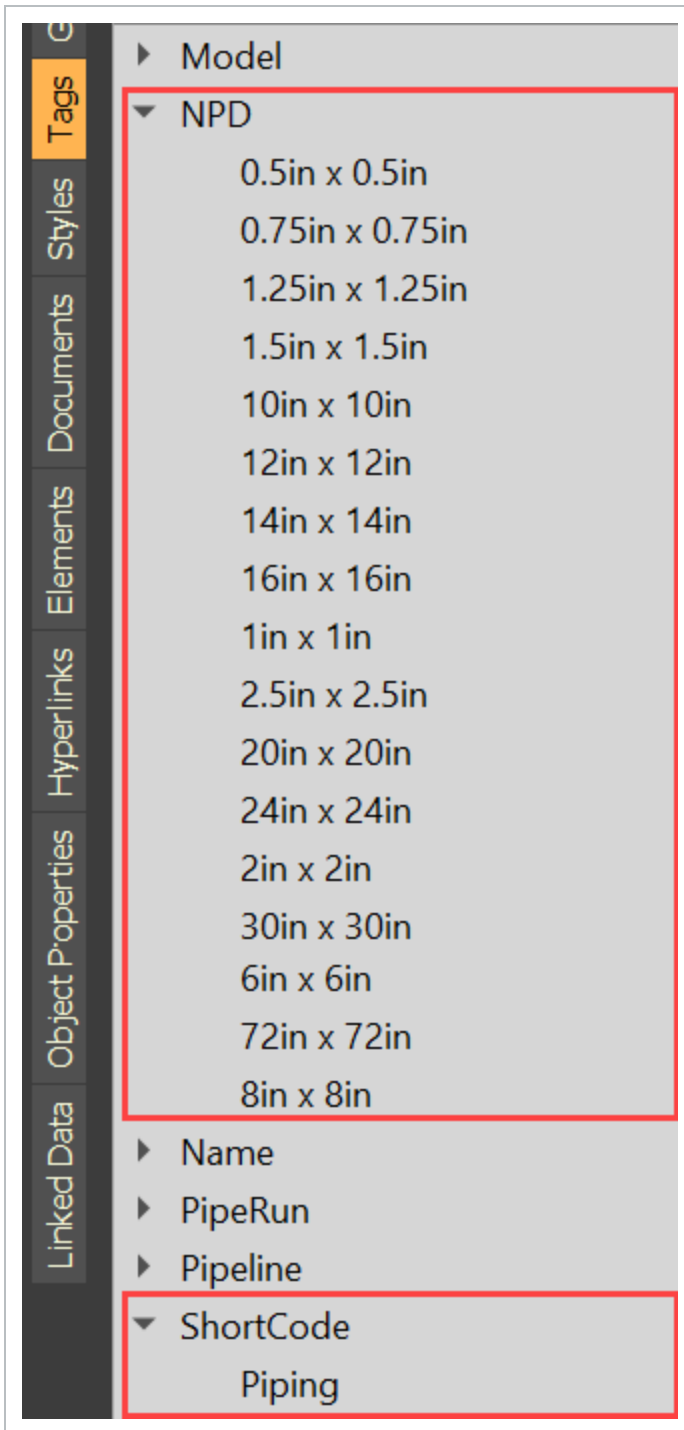 G
Tags
Styles
Documents
Elements
Hyperlinks
Object Properties
Linked Data
Model
NPD
0.5in x 0.5in
0.75in x 0.75in
1.25in x 1.25in
1.5in x 1.5in
10in x 10in
12in x 12in
14in x 14in
16in x 16in
1in x 1in
2.5in x 2.5in
20in x 20in
24in x 24in
2in x 2in
30in x 30in
6in x 6in
72in x 72in
8in x 8in
Name
PipeRun
Pipeline
ShortCode
Piping